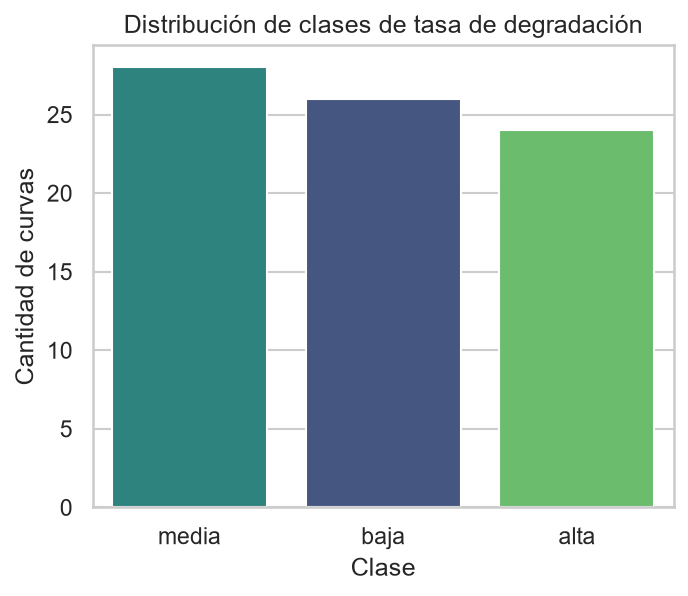 Distribución de clases de tasa de degradación
Cantidad de curvas
25
20
15
10
5
0
media
baja
alta
Clase